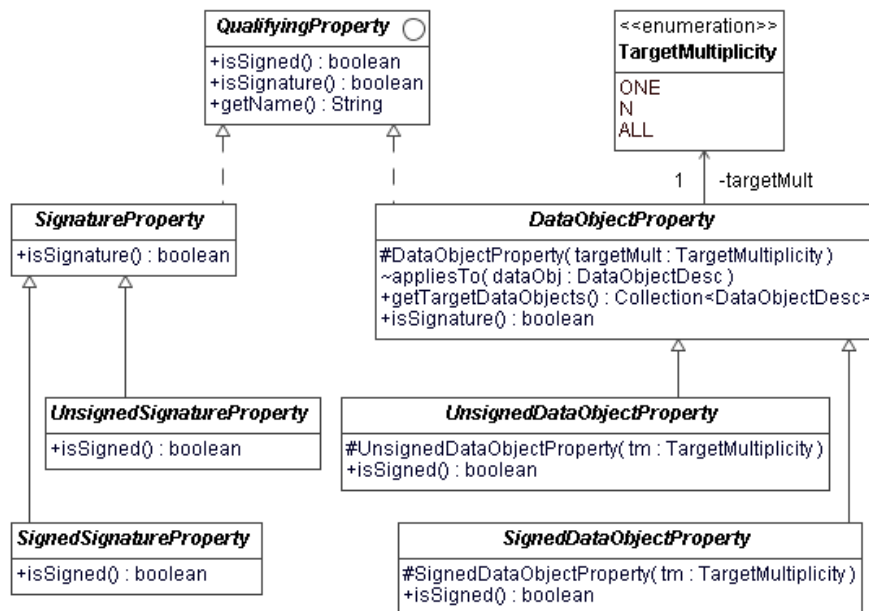 QualifyingProperty
+isSigned() : boolean
+isSignature() : boolean
+getName() : String
<<enumeration>>
TargetMultiplicity
ONE
N
ALL
1 -targetMult
SignatureProperty
+isSignature() : boolean
DataObjectProperty
#DataObjectProperty( targetMult : TargetMultiplicity )
~appliesTo( dataObj : DataObjectDesc )
+getTargetDataObjects() : Collection<DataObjectDesc>
+isSignature() : boolean
UnsignedSignatureProperty
+isSigned() : boolean
UnsignedDataObjectProperty
#UnsignedDataObjectProperty( tm : TargetMultiplicity )
+isSigned() : boolean
SignedSignatureProperty
+isSigned() : boolean
SignedDataObjectProperty
#SignedDataObjectProperty( tm : TargetMultiplicity )
+isSigned() : boolean